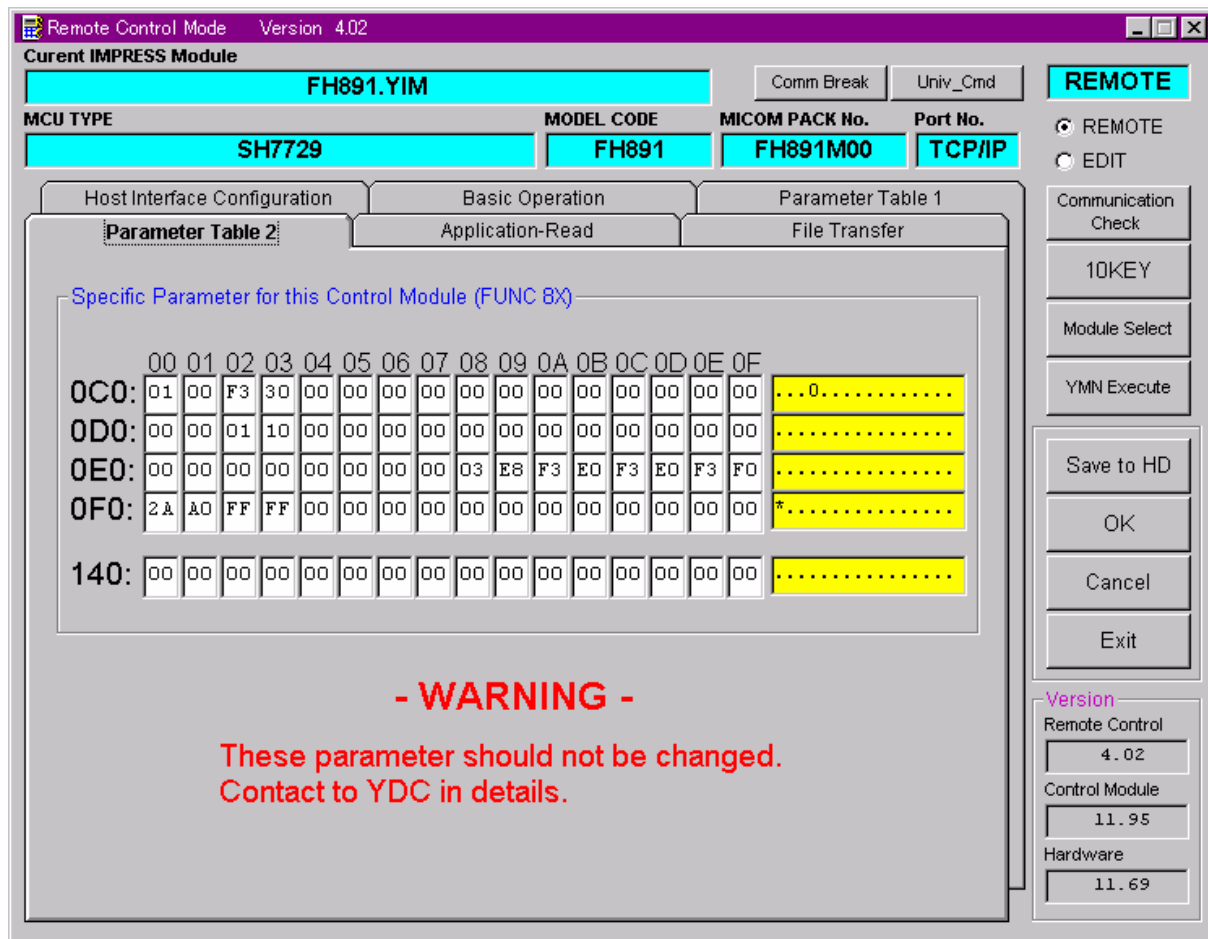 Remote Control Mode Version 4.02
Curent IMPRESS Module
FH891.YIM
Comm Break
Univ_Cmd
REMOTE
MCU TYPE
MODEL CODE
MICOM PACK No.
Port No.
SH7729
FH891
FH891M00
TCP/IP
REMOTE
EDIT
Host Interface Configuration
Basic Operation
Parameter Table 1
Parameter Table 2
Application-Read
File Transfer
Specific Parameter for this Control Module (FUNC 8X)
00 01 02 03 04 05 06 07 08 09 0A 0B 0C 0D 0E 0F
0C0: 01 00 F3 30 00 00 00 00 00 00 00 00 00 00 00 00 ...0............
0D0: 00 00 01 10 00 00 00 00 00 00 00 00 00 00 00 00 ................
0E0: 00 00 00 00 00 00 00 00 03 E8 F3 E0 F3 E0 F3 F0 ................
0F0: 2A A0 FF FF 00 00 00 00 00 00 00 00 00 00 00 00 *...............
140: 00 00 00 00 00 00 00 00 00 00 00 00 00 00 00 00 ................
- WARNING -
These parameter should not be changed.
Contact to YDC in details.
Communication
Check
10KEY
Module Select
YMN Execute
Save to HD
OK
Cancel
Exit
Version
Remote Control
4.02
Control Module
11.95
Hardware
11.69